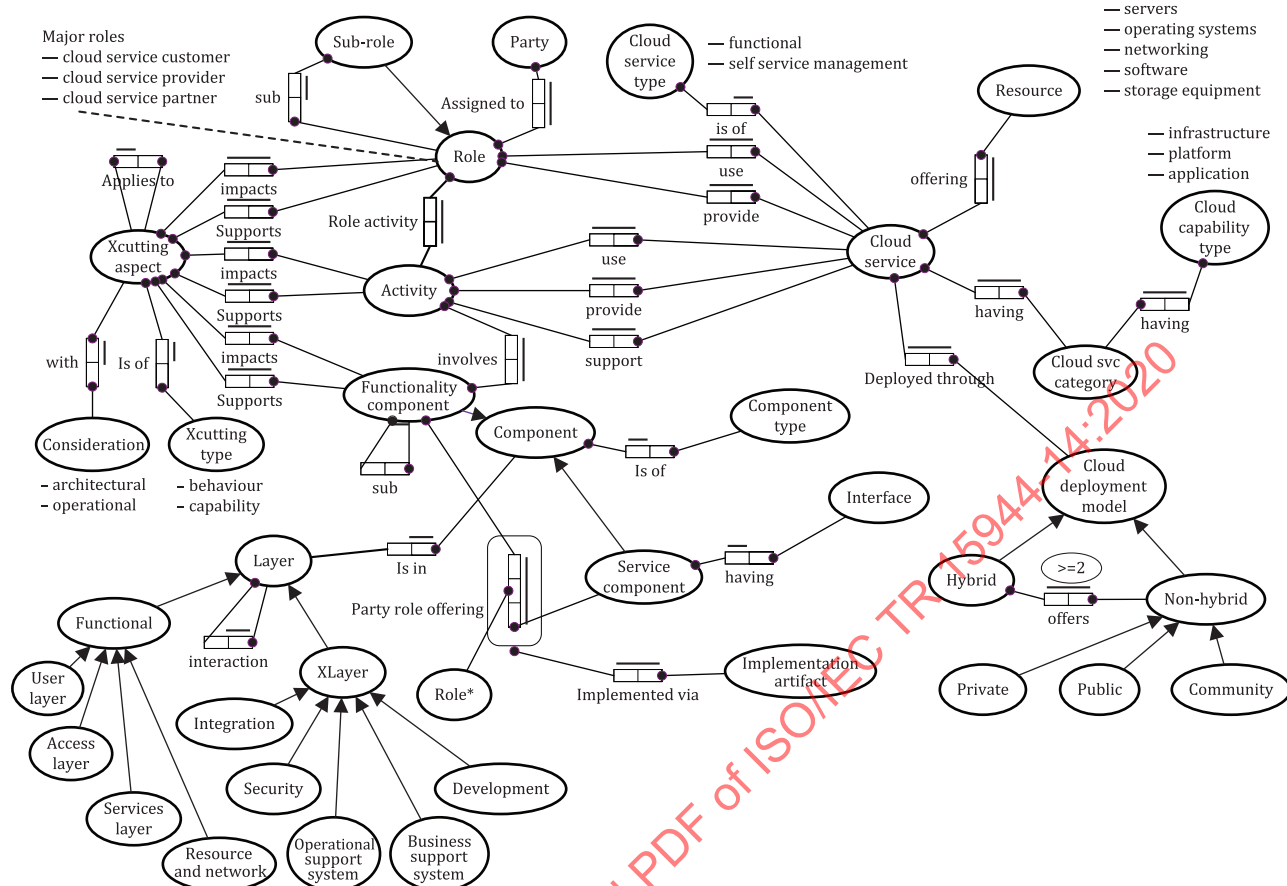 Major roles
— cloud service customer
— cloud service provider
— cloud service partner
Sub-role
Party
Cloud
service type
— functional
— self service management
— servers
— operating systems
— networking
— software
— storage equipment
Resource
sub
Assigned to
is of
Role
use
offering
— infrastructure
— platform
— application
Applies to
impacts
provide
Cloud
capability
type
Supports
Role activity
Xcutting
aspect
impacts
use
Cloud
service
Activity
Supports
provide
having
having
impacts
support
with
Is of
involves
Supports
Deployed through
Cloud svc
category
Functionality
component
Consideration
Xcutting
type
Component
Component
type
Is of
– architectural
– operational
– behaviour
– capability
sub
Cloud
deployment
model
Interface
Layer
Is in
Service
component
having
Hybrid
>=2
Non-hybrid
offers
Party role offering
Functional
interaction
User
layer
XLayer
Role*
Implemented via
Implementation
artifact
Private
Public
Community
Integration
Access
layer
Security
Development
Services
layer
Resource
and network
Operational
support
system
Business
support
system
PDF of ISO/IEC TR 15944-14:2020